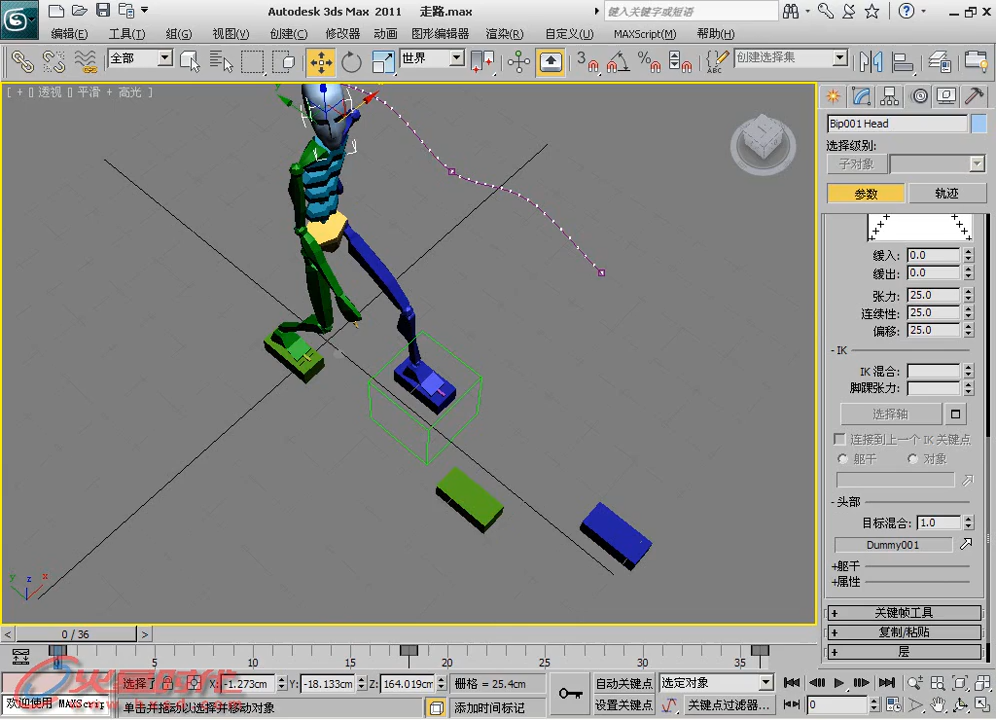 Autodesk 3ds Max 2011 走路.max
键入关键字或短语
编辑(E) 工具(T) 组(G) 视图(V) 创建(C) 修改器 动画 图形编辑器 渲染(R) 自定义(U) MAXScript(M) 帮助(H)
全部 世界 3 % ABC 创建选择集
[ + [] 透视 [] 平滑 + 高光 ]
Bip001 Head
选择级别:
子对象
参数 轨迹
缓入: 0.0
缓出: 0.0
张力: 25.0
连续性: 25.0
偏移: 25.0
- IK
IK 混合:
脚踝张力:
选择轴
连接到上一个 IK 关键点
躯干 对象
- 头部
目标混合: 1.0
Dummy001
+躯干
+属性
+ 关键帧工具
+ 复制/粘贴
+ 层
y z x
< 0 / 36 >
0 5 10 15 20 25 30 35
火星时代
www.hxsd.com
选择了 X: -1.273cm Y: -18.133cm Z: 164.019cm 栅格 = 25.4cm 自动关键点 选定对象
欢迎使用 MAXScrip 单击并拖动以选择并移动对象 添加时间标记 设置关键点 关键点过滤器... 0